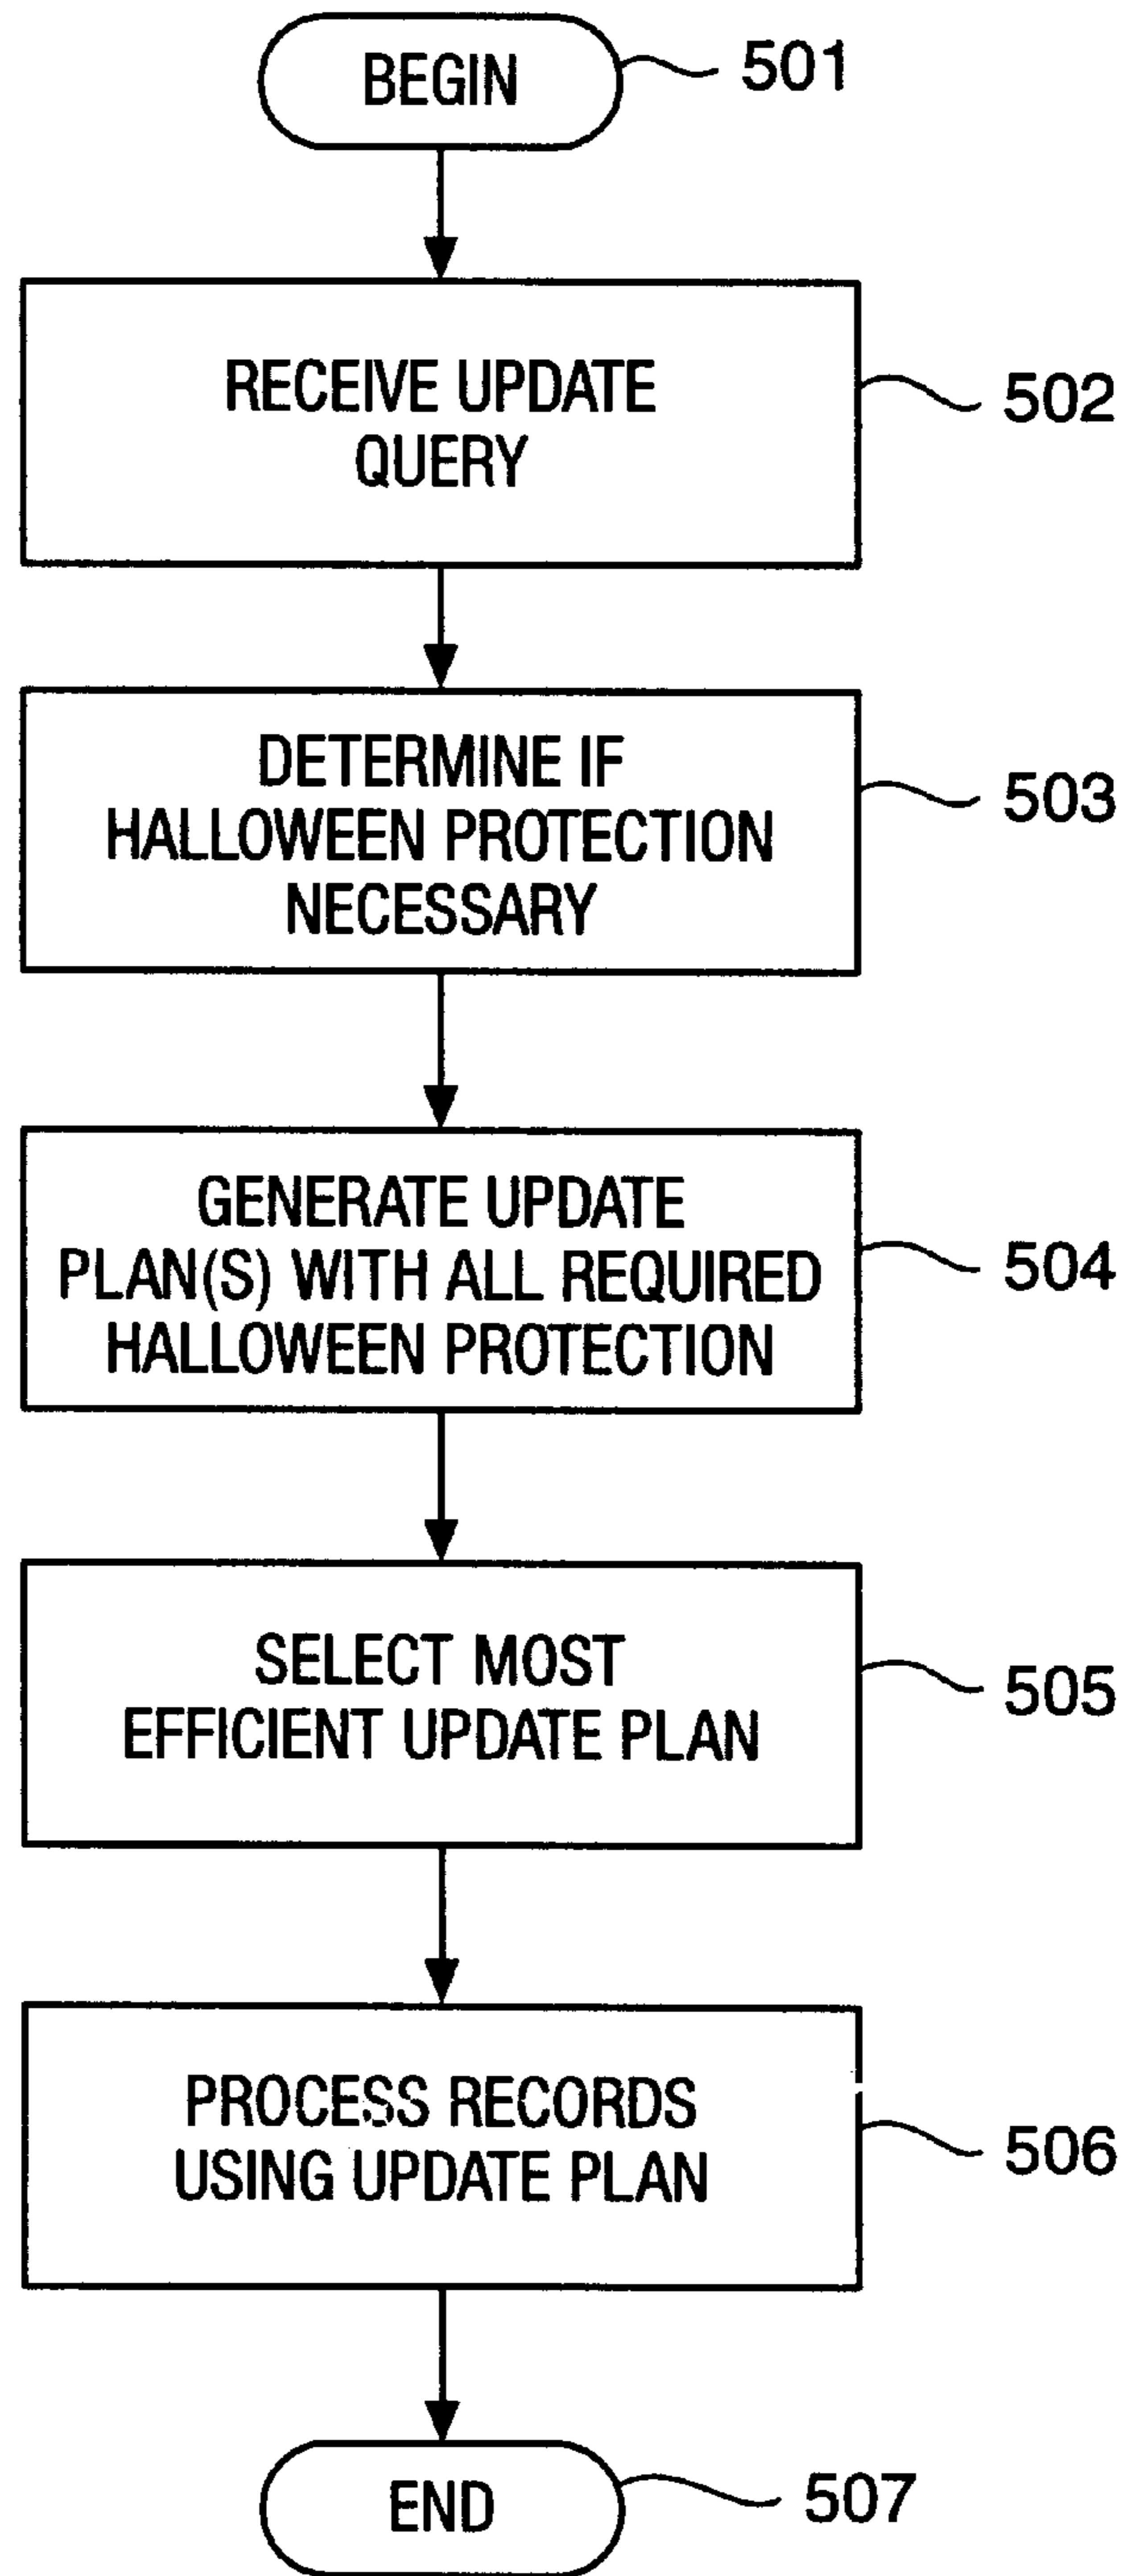 BEGIN
501
RECEIVE UPDATE
QUERY
502
DETERMINE IF
HALLOWEEN PROTECTION
NECESSARY
503
GENERATE UPDATE
PLAN(S) WITH ALL REQUIRED
HALLOWEEN PROTECTION
504
SELECT MOST
EFFICIENT UPDATE PLAN
505
PROCESS RECORDS
USING UPDATE PLAN
506
END
507